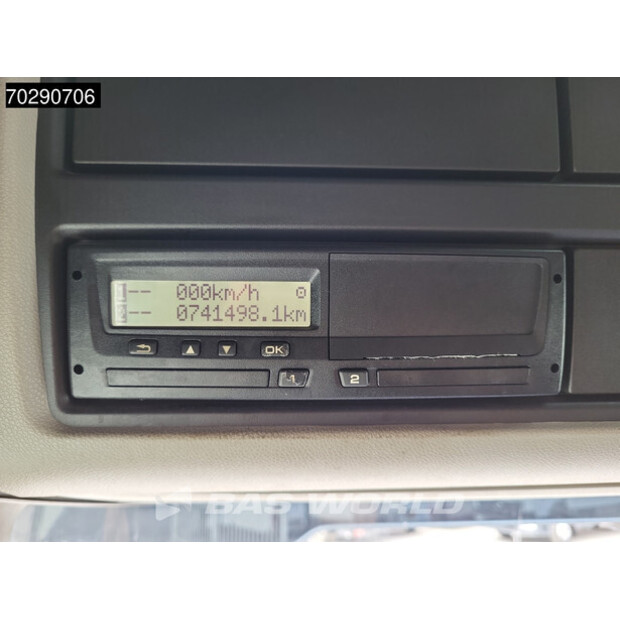 70290706
-- 000km/h
-- 0741498.1km
OK
1
2
BAS WORLD